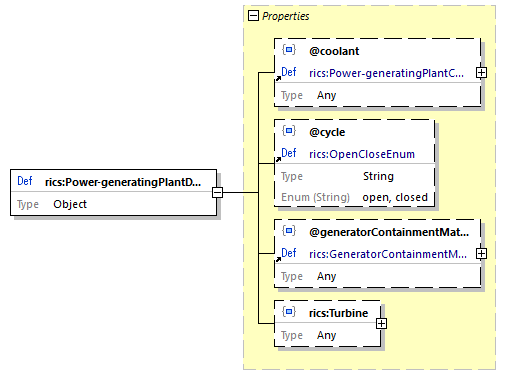 Properties
@coolant
Def rics:Power-generatingPlantC...
Type Any
@cycle
Def rics:OpenCloseEnum
Type String
Enum (String) open, closed
Def rics:Power-generatingPlantD...
Type Object
@generatorContainmentMat...
Def rics:GeneratorContainmentM...
Type Any
rics:Turbine
Type Any